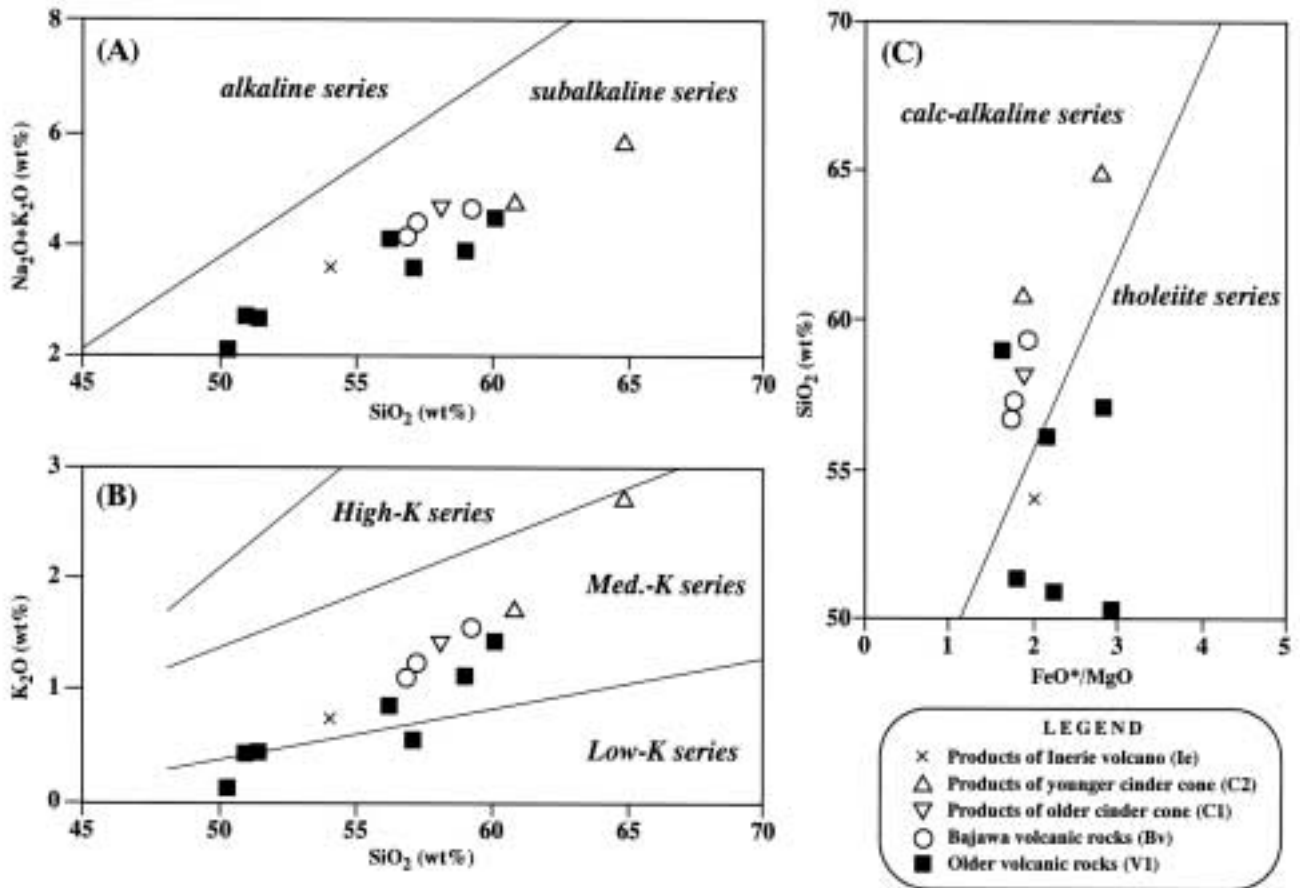 (A)
alkaline series
subalkaline series
8
6
4
2
Na₂O+K₂O (wt%)
45
50
55
60
65
70
SiO₂ (wt%)
(B)
High-K series
Med.-K series
Low-K series
3
2
1
0
K₂O (wt%)
45
50
55
60
65
70
SiO₂ (wt%)
(C)
calc-alkaline series
tholeiite series
70
65
60
55
50
SiO₂ (wt%)
0
1
2
3
4
5
FeO*/MgO
LEGEND
× Products of Inerie volcano (Ie)
△ Products of younger cinder cone (C2)
▽ Products of older cinder cone (C1)
○ Bajawa volcanic rocks (Bv)
■ Older volcanic rocks (V1)